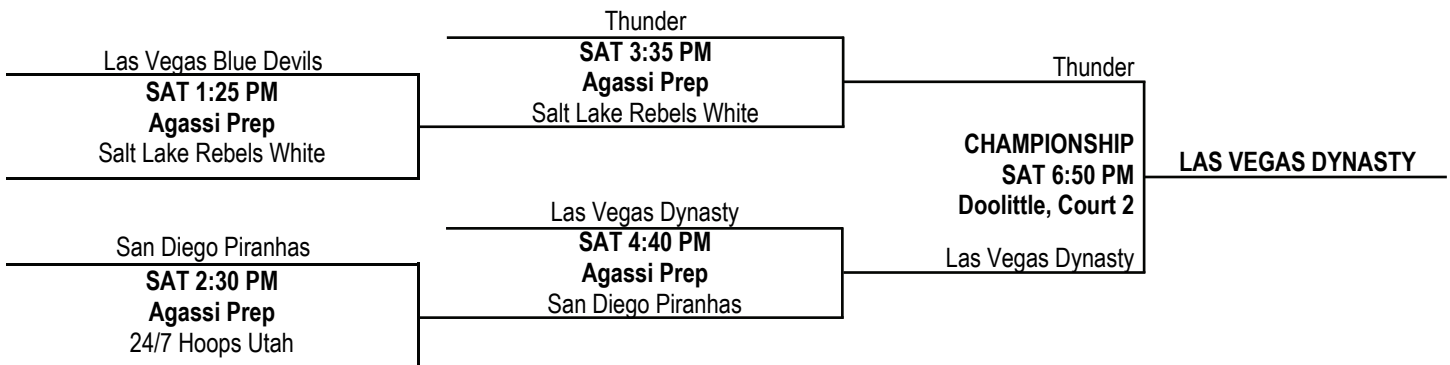 Las Vegas Blue Devils
SAT 1:25 PM
Agassi Prep
Salt Lake Rebels White
San Diego Piranhas
SAT 2:30 PM
Agassi Prep
24/7 Hoops Utah
Thunder
SAT 3:35 PM
Agassi Prep
Salt Lake Rebels White
Las Vegas Dynasty
SAT 4:40 PM
Agassi Prep
San Diego Piranhas
Thunder
CHAMPIONSHIP
SAT 6:50 PM
Doolittle, Court 2
Las Vegas Dynasty
LAS VEGAS DYNASTY